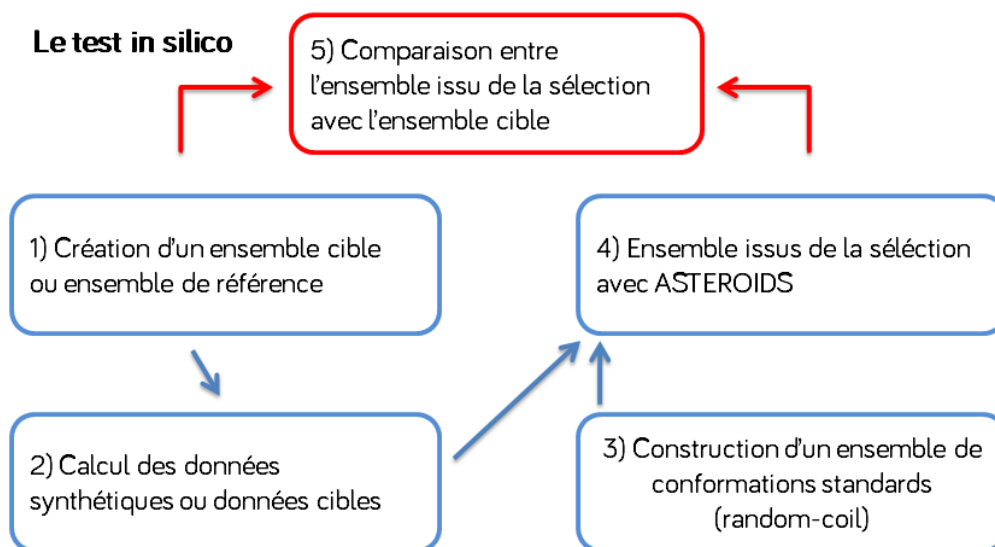 Le test in silico
5) Comparaison entre
l'ensemble issu de la sélection
avec l'ensemble cible
1) Création d'un ensemble cible
ou ensemble de référence
4) Ensemble issus de la séléction
avec ASTEROIDS
2) Calcul des données
synthétiques ou données cibles
3) Construction d'un ensemble de
conformations standards
(random-coil)